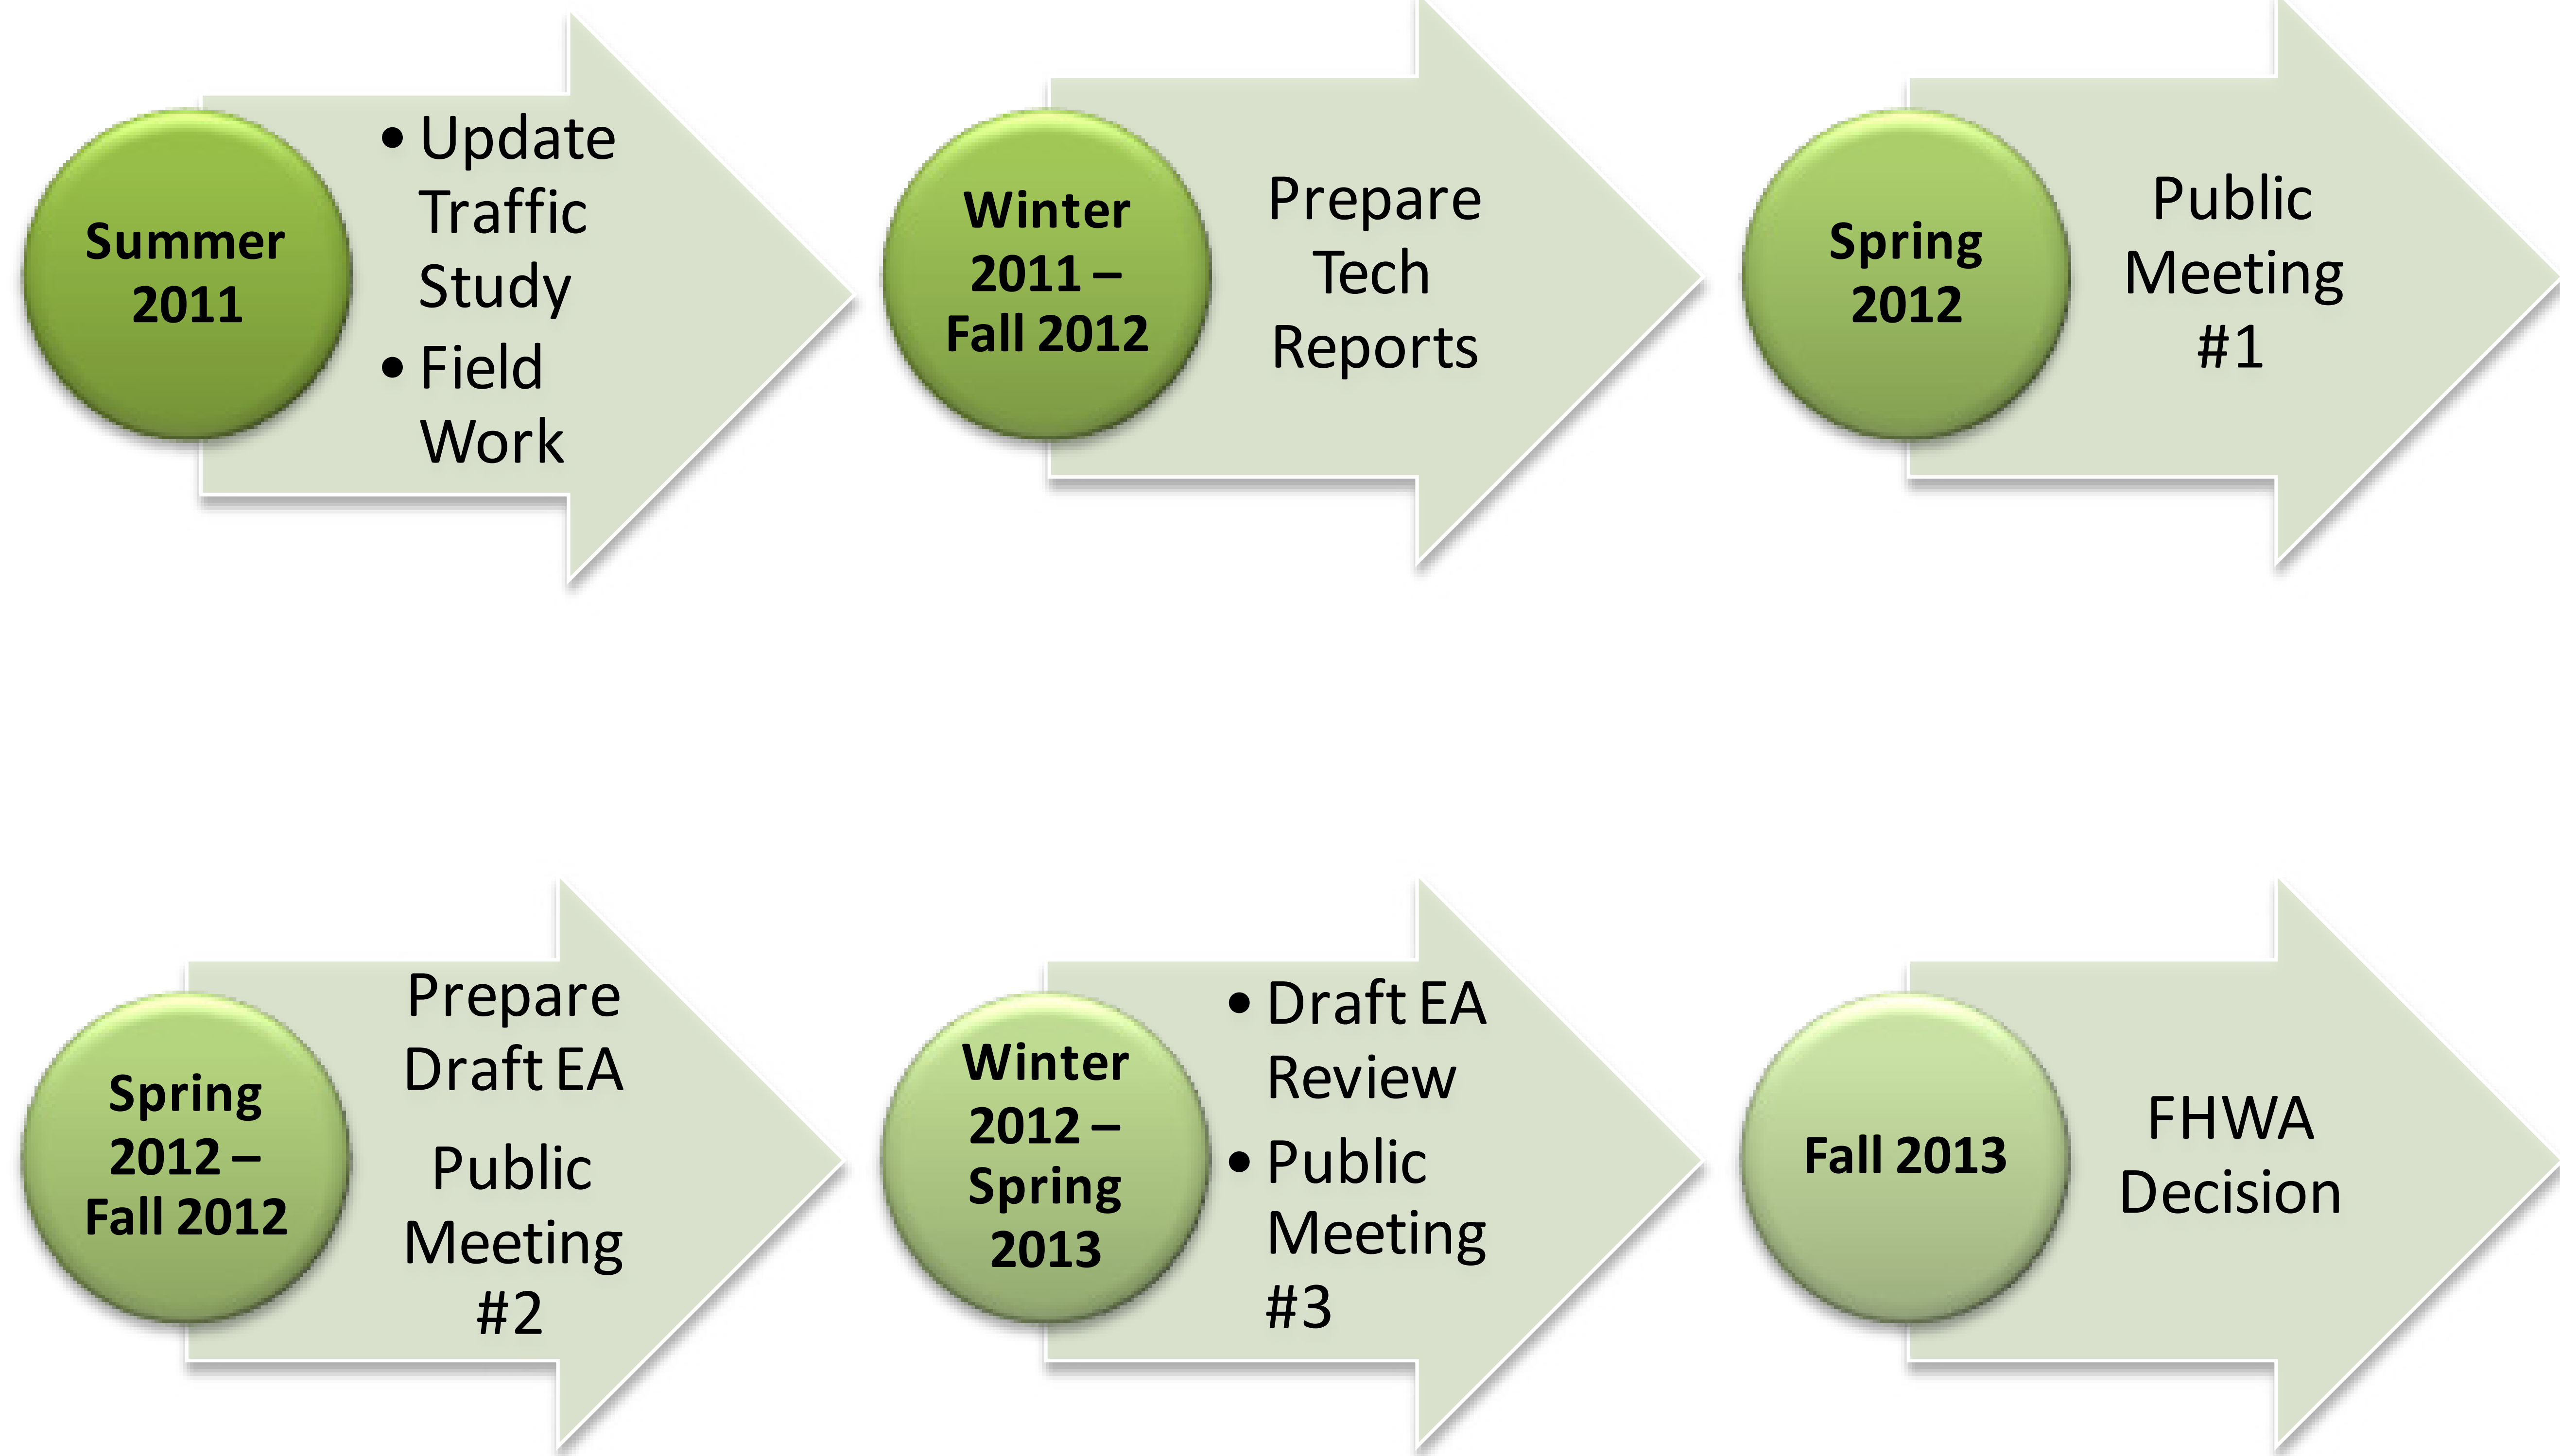 Summer
2011
• Update
Traffic
Study
• Field
Work
Winter
2011 –
Fall 2012
Prepare
Tech
Reports
Spring
2012
Public
Meeting
#1
Spring
2012 –
Fall 2012
Prepare
Draft EA
Public
Meeting
#2
Winter
2012 –
Spring
2013
• Draft EA
Review
• Public
Meeting
#3
Fall 2013
FHWA
Decision